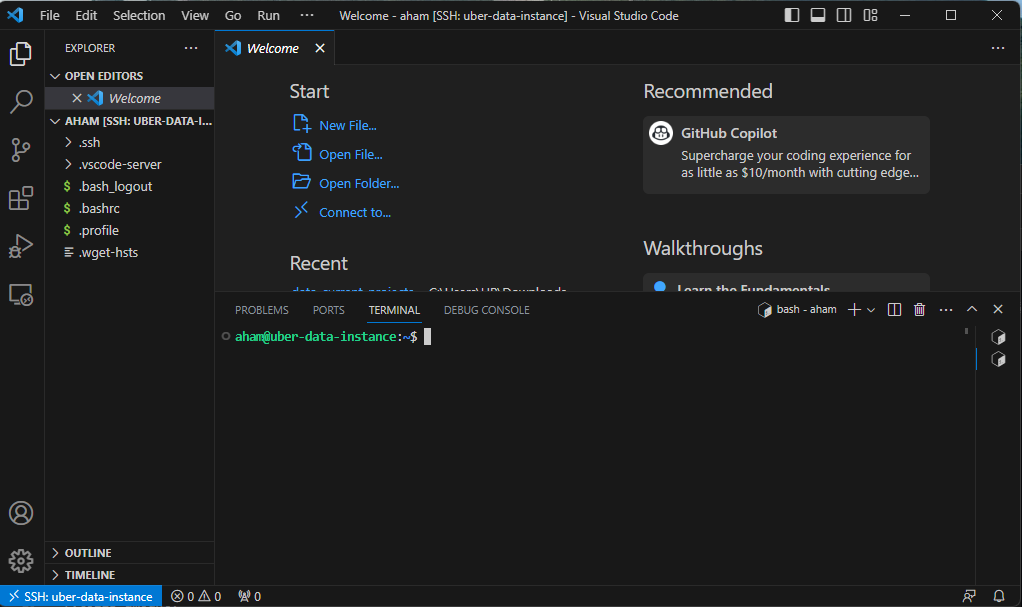 File Edit Selection View Go Run ··· Welcome - aham [SSH: uber-data-instance] - Visual Studio Code
EXPLORER ···
OPEN EDITORS
Welcome
AHAM [SSH: UBER-DATA-I...
.ssh
.vscode-server
$ .bash_logout
$ .bashrc
$ .profile
.wget-hsts
OUTLINE
TIMELINE
Welcome
Start
New File...
Open File...
Open Folder...
Connect to...
Recent
data_current_projects C:\Users\HP\Downloads
Recommended
GitHub Copilot
Supercharge your coding experience for
as little as $10/month with cutting edge...
Walkthroughs
Learn the Fundamentals
PROBLEMS PORTS TERMINAL DEBUG CONSOLE bash - aham
aham@uber-data-instance:~$
SSH: uber-data-instance 0 0 0